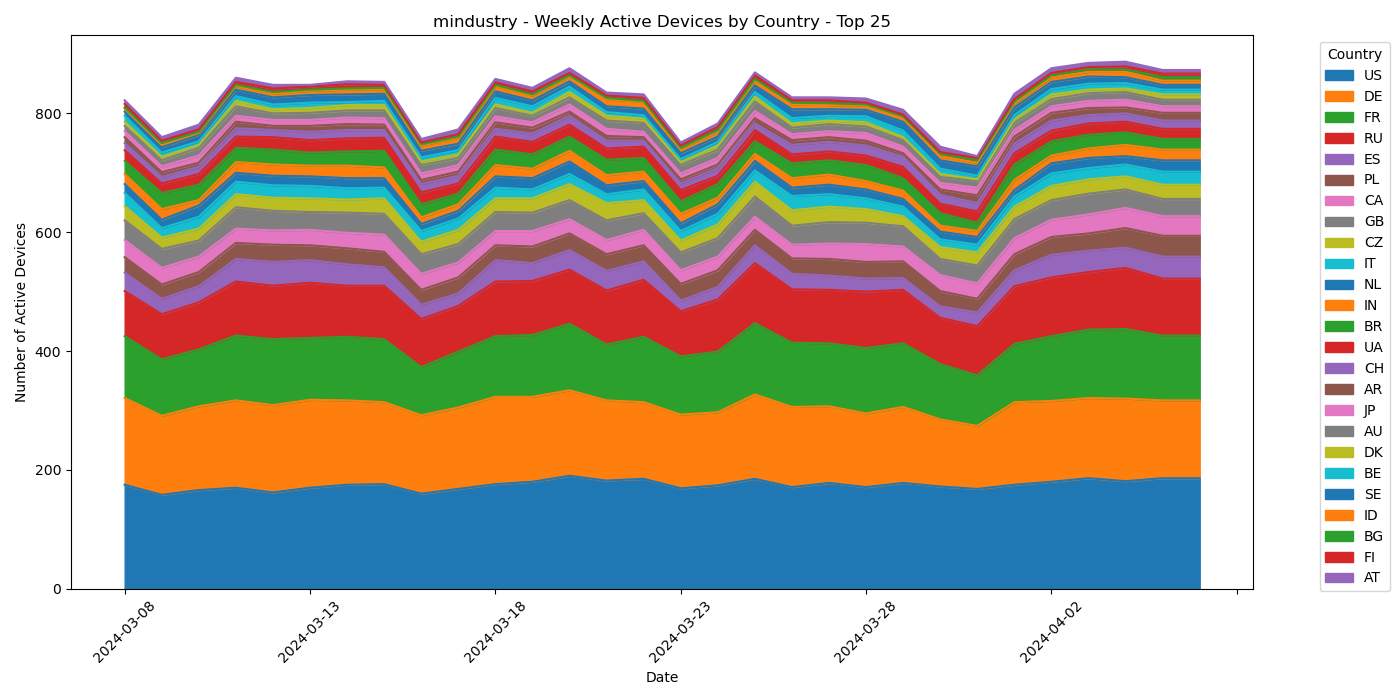 mindustry - Weekly Active Devices by Country - Top 25
Number of Active Devices
800
600
400
200
0
2024-03-08
2024-03-13
2024-03-18
2024-03-23
2024-03-28
2024-04-02
Date
Country
US
DE
FR
RU
ES
PL
CA
GB
CZ
IT
NL
IN
BR
UA
CH
AR
JP
AU
DK
BE
SE
ID
BG
FI
AT